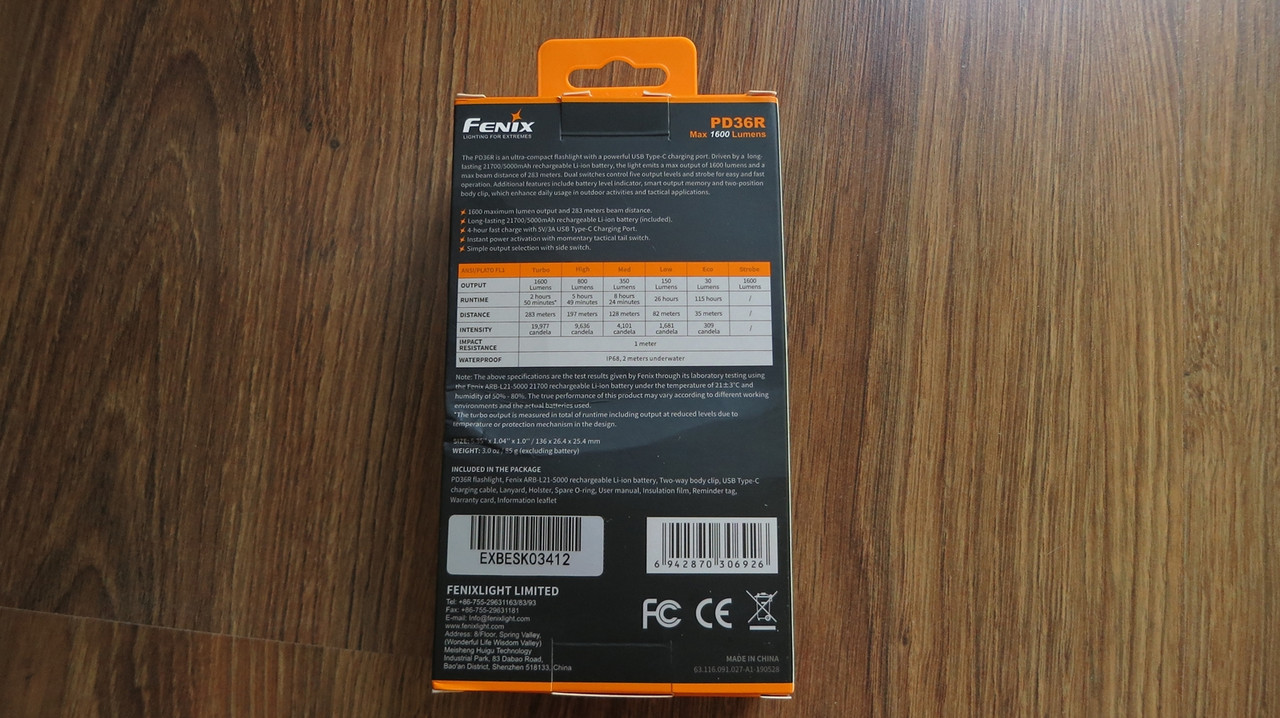 FENIX
LIGHTING FOR EXTREMES
PD36R
Max 1600 Lumens
The PD36R is an ultra-compact flashlight with a powerful USB Type-C charging port. Driven by a long-
lasting 21700/5000mAh rechargeable Li-ion battery, the light emits a max output of 1600 lumens and a
max beam distance of 283 meters. Dual switches control five output levels and strobe for easy and fast
operation. Additional features include battery level indicator, smart output memory and two-position
body clip, which enhance daily usage in outdoor activities and tactical applications.
1600 maximum lumen output and 283 meters beam distance.
Long-lasting 21700/5000mAh rechargeable Li-ion battery (included).
4-hour fast charge with 5V/3A USB Type-C Charging Port.
Instant power activation with momentary tactical tail switch.
Simple output selection with side switch.
ANSI/PLATO FL1 Turbo High Med Low Eco Strobe
OUTPUT 1600 Lumens 800 Lumens 350 Lumens 150 Lumens 30 Lumens 1600 Lumens
RUNTIME 2 hours 50 minutes* 5 hours 49 minutes 8 hours 24 minutes 26 hours 115 hours /
DISTANCE 283 meters 197 meters 128 meters 82 meters 35 meters /
INTENSITY 19,977 candela 9,636 candela 4,101 candela 1,681 candela 309 candela /
IMPACT RESISTANCE 1 meter
WATERPROOF IP68, 2 meters underwater
Note: The above specifications are the test results given by Fenix through its laboratory testing using
the Fenix ARB-L21-5000 21700 rechargeable Li-ion battery under the temperature of 21±3°C and
humidity of 50% - 80%. The true performance of this product may vary according to different working
environments and the actual batteries used.
*The turbo output is measured in total of runtime including output at reduced levels due to
temperature or protection mechanism in the design.
SIZE: x 1.04" x 1.0" / 136 x 26.4 x 25.4 mm
WEIGHT: 3.0 oz / 85 g (excluding battery)
INCLUDED IN THE PACKAGE
PD36R flashlight, Fenix ARB-L21-5000 rechargeable Li-ion battery, Two-way body clip, USB Type-C
charging cable, Lanyard, Holster, Spare O-ring, User manual, Insulation film, Reminder tag,
Warranty card, Information leaflet
EXBESK03412
6 942870 306926
FENIXLIGHT LIMITED
Tel: +86-755-29631163/83/93
Fax: +86-755-29631181
E-mail: Info@fenixlight.com
www.fenixlight.com
Address: 8/Floor, Spring Valley,
(Wonderful Life Wisdom Valley)
Meisheng Huigu Technology
Industrial Park, 83 Dabao Road,
Bao'an District, Shenzhen 518133, China
FC CE
MADE IN CHINA
63.116.091.027-A1-190528